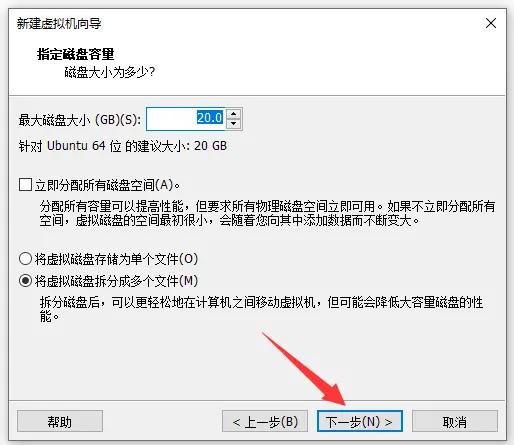 新建虚拟机向导
指定磁盘容量
磁盘大小为多少?
最大磁盘大小 (GB)(S): 20.0
针对 Ubuntu 64 位 的建议大小: 20 GB
立即分配所有磁盘空间(A)。
分配所有容量可以提高性能，但要求所有物理磁盘空间立即可用。如果不立即分配所有
空间，虚拟磁盘的空间最初很小，会随着您向其中添加数据而不断变大。
将虚拟磁盘存储为单个文件(O)
将虚拟磁盘拆分成多个文件(M)
拆分磁盘后，可以更轻松地在计算机之间移动虚拟机，但可能会降低大容量磁盘的性
能。
帮助 < 上一步(B) 下一步(N) > 取消